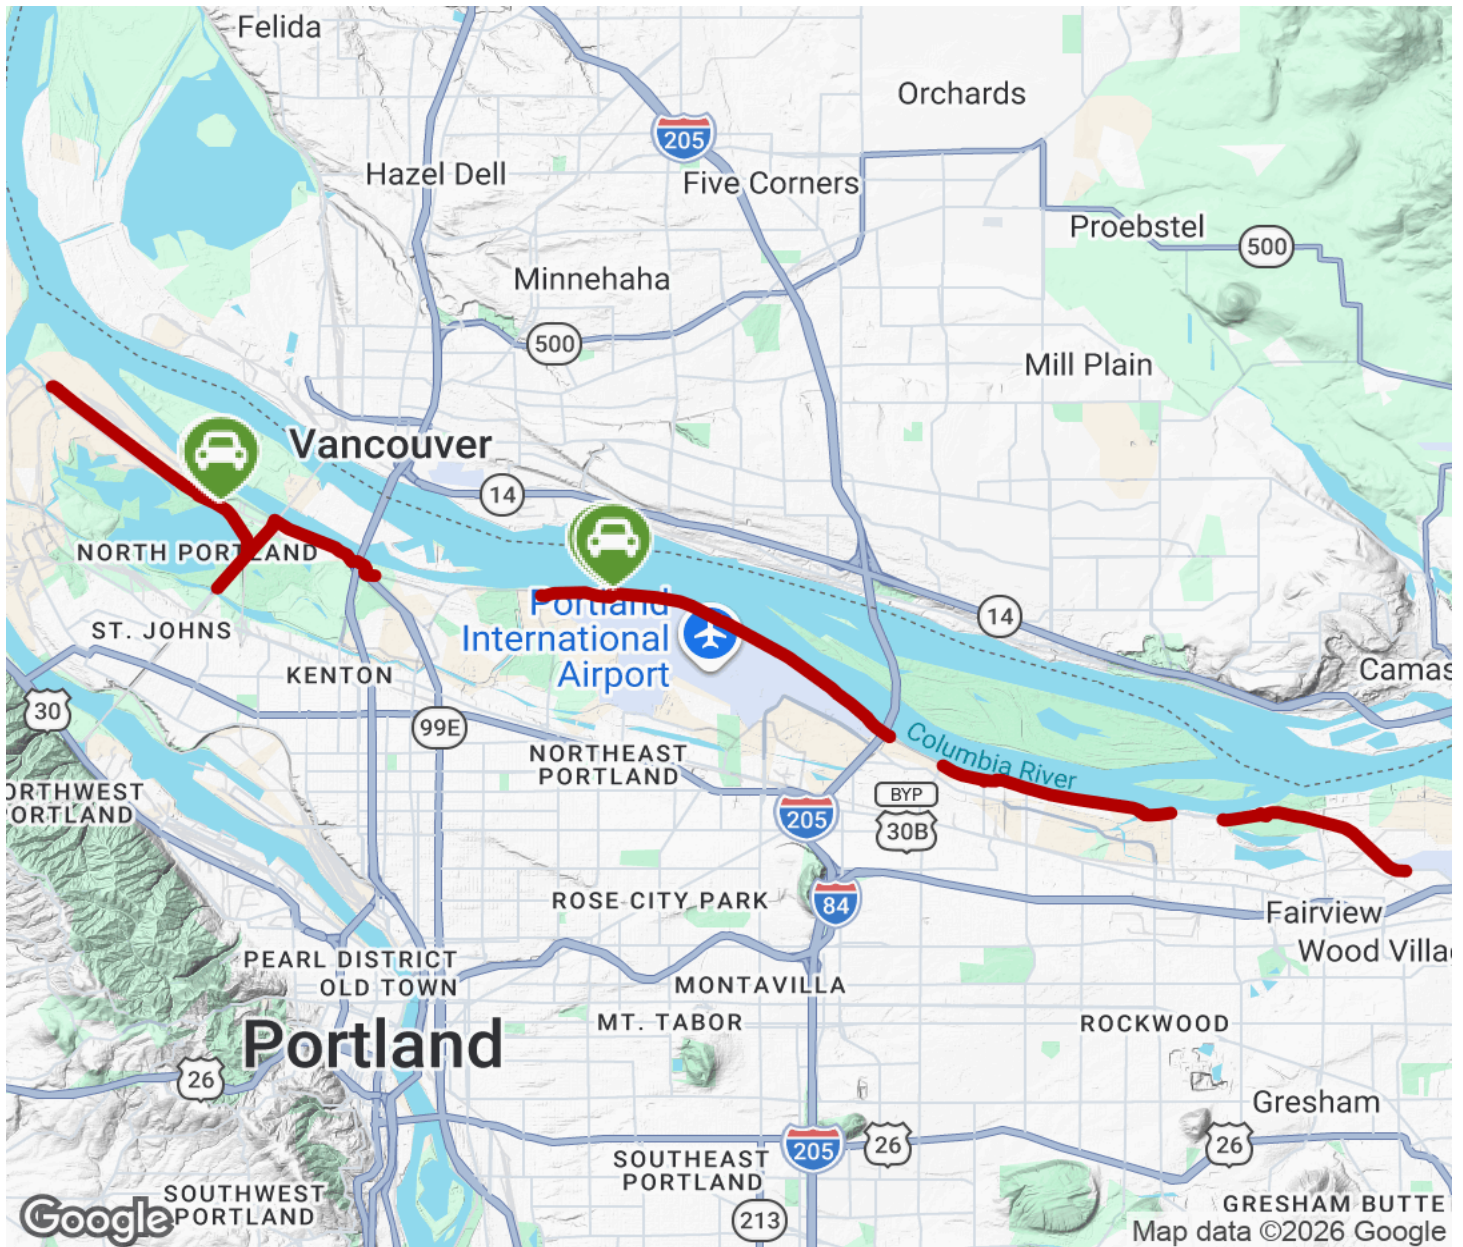 Felida
Orchards
205
Hazel Dell
Five Corners
Proebstel
500
Minnehaha
500
Mill Plain
Vancouver
14
NORTH PORTLAND
Portland
International
Airport
14
ST. JOHNS
KENTON
Camas
30
99E
Columbia River
NORTHEAST
PORTLAND
ORTHWEST
ORTLAND
BYP
30B
205
ROSE CITY PARK
84
Fairview
Wood Villa
PEARL DISTRICT
OLD TOWN
MONTAVILLA
MT. TABOR
ROCKWOOD
Portland
26
Gresham
205
26
26
SOUTHEAST
PORTLAND
SOUTHWEST
PORTLAND
213
GRESHAM BUTTE
Google
Map data ©2026 Google